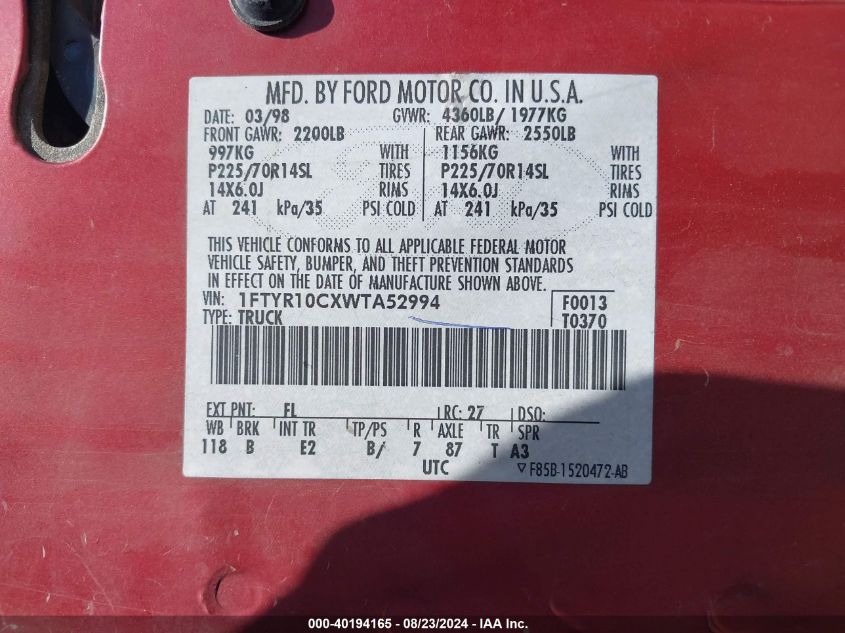 MFD. BY FORD MOTOR CO. IN U.S.A.
DATE: 03/98 GVWR: 4360LB/ 1977KG
FRONT GAWR: 2200LB REAR GAWR: 2550LB
997KG WITH 1156KG WITH
P225/70R14SL TIRES P225/70R14SL TIRES
14X6.0J RIMS 14X6.0J RIMS
AT 241 kPa/35 PSI COLD AT 241 kPa/35 PSI COLD
THIS VEHICLE CONFORMS TO ALL APPLICABLE FEDERAL MOTOR
VEHICLE SAFETY, BUMPER, AND THEFT PREVENTION STANDARDS
IN EFFECT ON THE DATE OF MANUFACTURE SHOWN ABOVE.
VIN: 1FTYR10CXWTA52994 F0013
TYPE: TRUCK T0370
EXT PNT: FL RC: 27 DSO:
WB BRK INT TR TP/PS R AXLE TR SPR
118 B E2 B/ 7 87 T A3
UTC F85B-1520472-AB
000-40194165 - 08/23/2024 - IAA Inc.